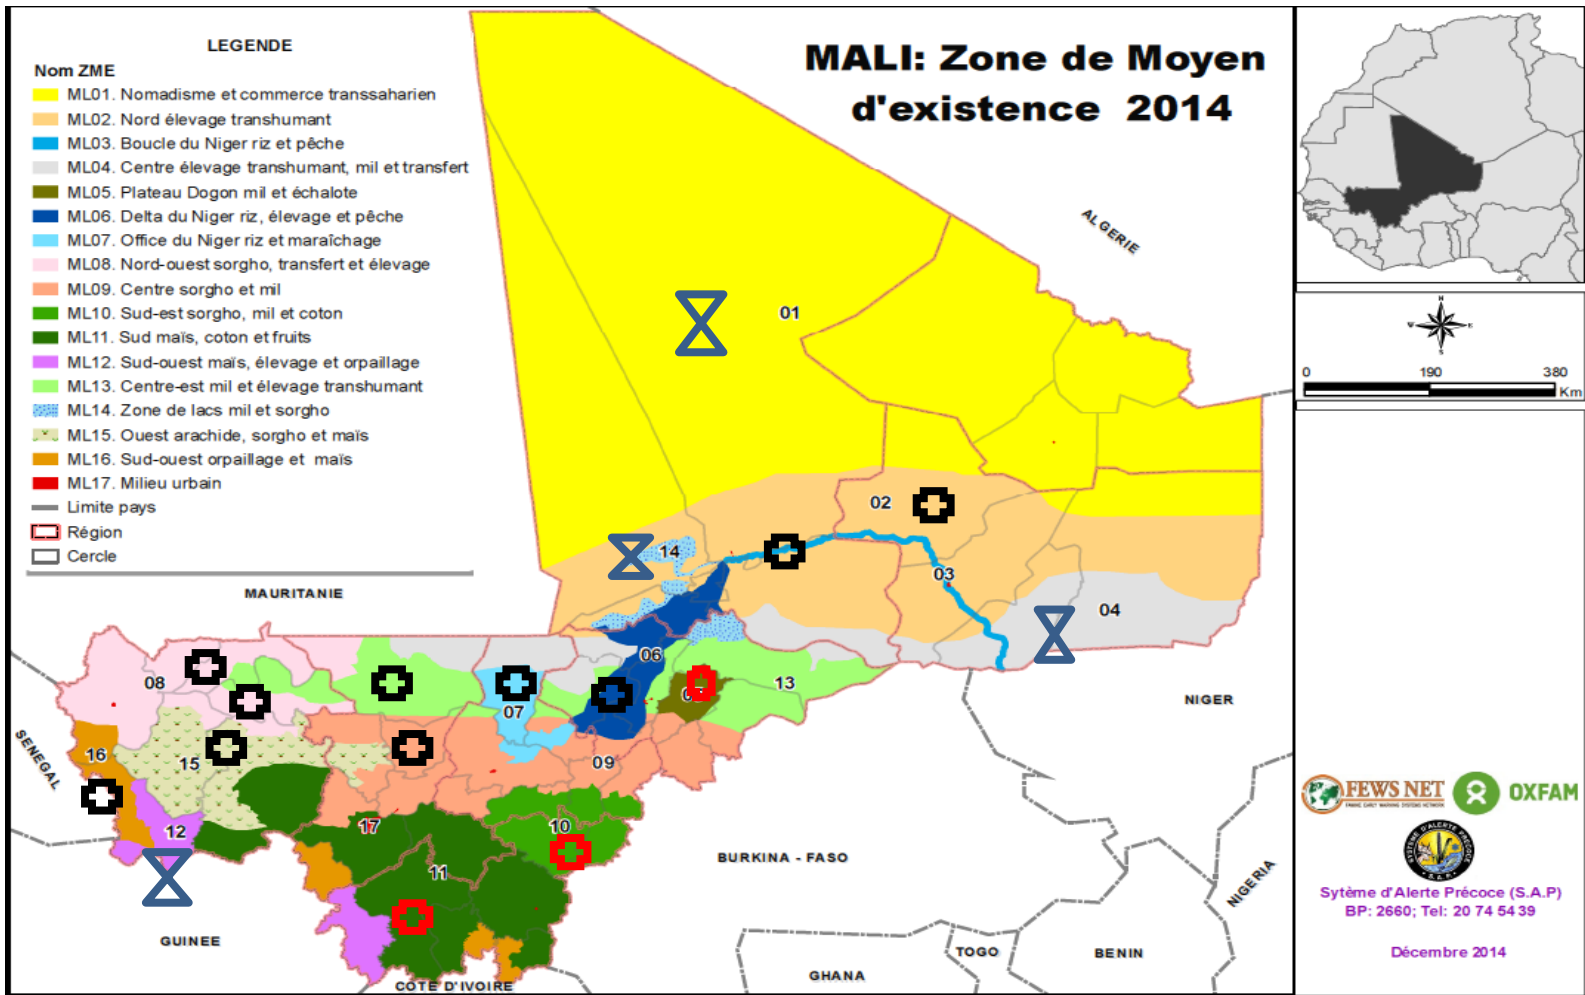 LEGENDE
Nom ZME
ML01. Nomadisme et commerce transsaharien
ML02. Nord élevage transhumant
ML03. Boucle du Niger riz et pêche
ML04. Centre élevage transhumant, mil et transfert
ML05. Plateau Dogon mil et échalote
ML06. Delta du Niger riz, élevage et pêche
ML07. Office du Niger riz et maraîchage
ML08. Nord-ouest sorgho, transfert et élevage
ML09. Centre sorgho et mil
ML10. Sud-est sorgho, mil et coton
ML11. Sud maïs, coton et fruits
ML12. Sud-ouest maïs, élevage et orpaillage
ML13. Centre-est mil et élevage transhumant
ML14. Zone de lacs mil et sorgho
ML15. Ouest arachide, sorgho et maïs
ML16. Sud-ouest orpaillage et maïs
ML17. Milieu urbain
Limite pays
Région
Cercle
MALI: Zone de Moyen
d'existence 2014
ALGERIE
01
02
14
03
04
MAURITANIE
06
08
13
07
NIGER
SENEGAL
16
15
09
12
17
10
11
BURKINA - FASO
NIGERIA
GUINEE
TOGO
BENIN
GHANA
COTE D'IVOIRE
N
W
E
S
0
190
380
Km
FEWS NET
FAMINE EARLY WARNING SYSTEMS NETWORK
OXFAM
SYSTÈME D'ALERTE PRÉCOCE
S.A.P
Sytème d'Alerte Précoce (S.A.P)
BP: 2660; Tel: 20 74 54 39
Décembre 2014